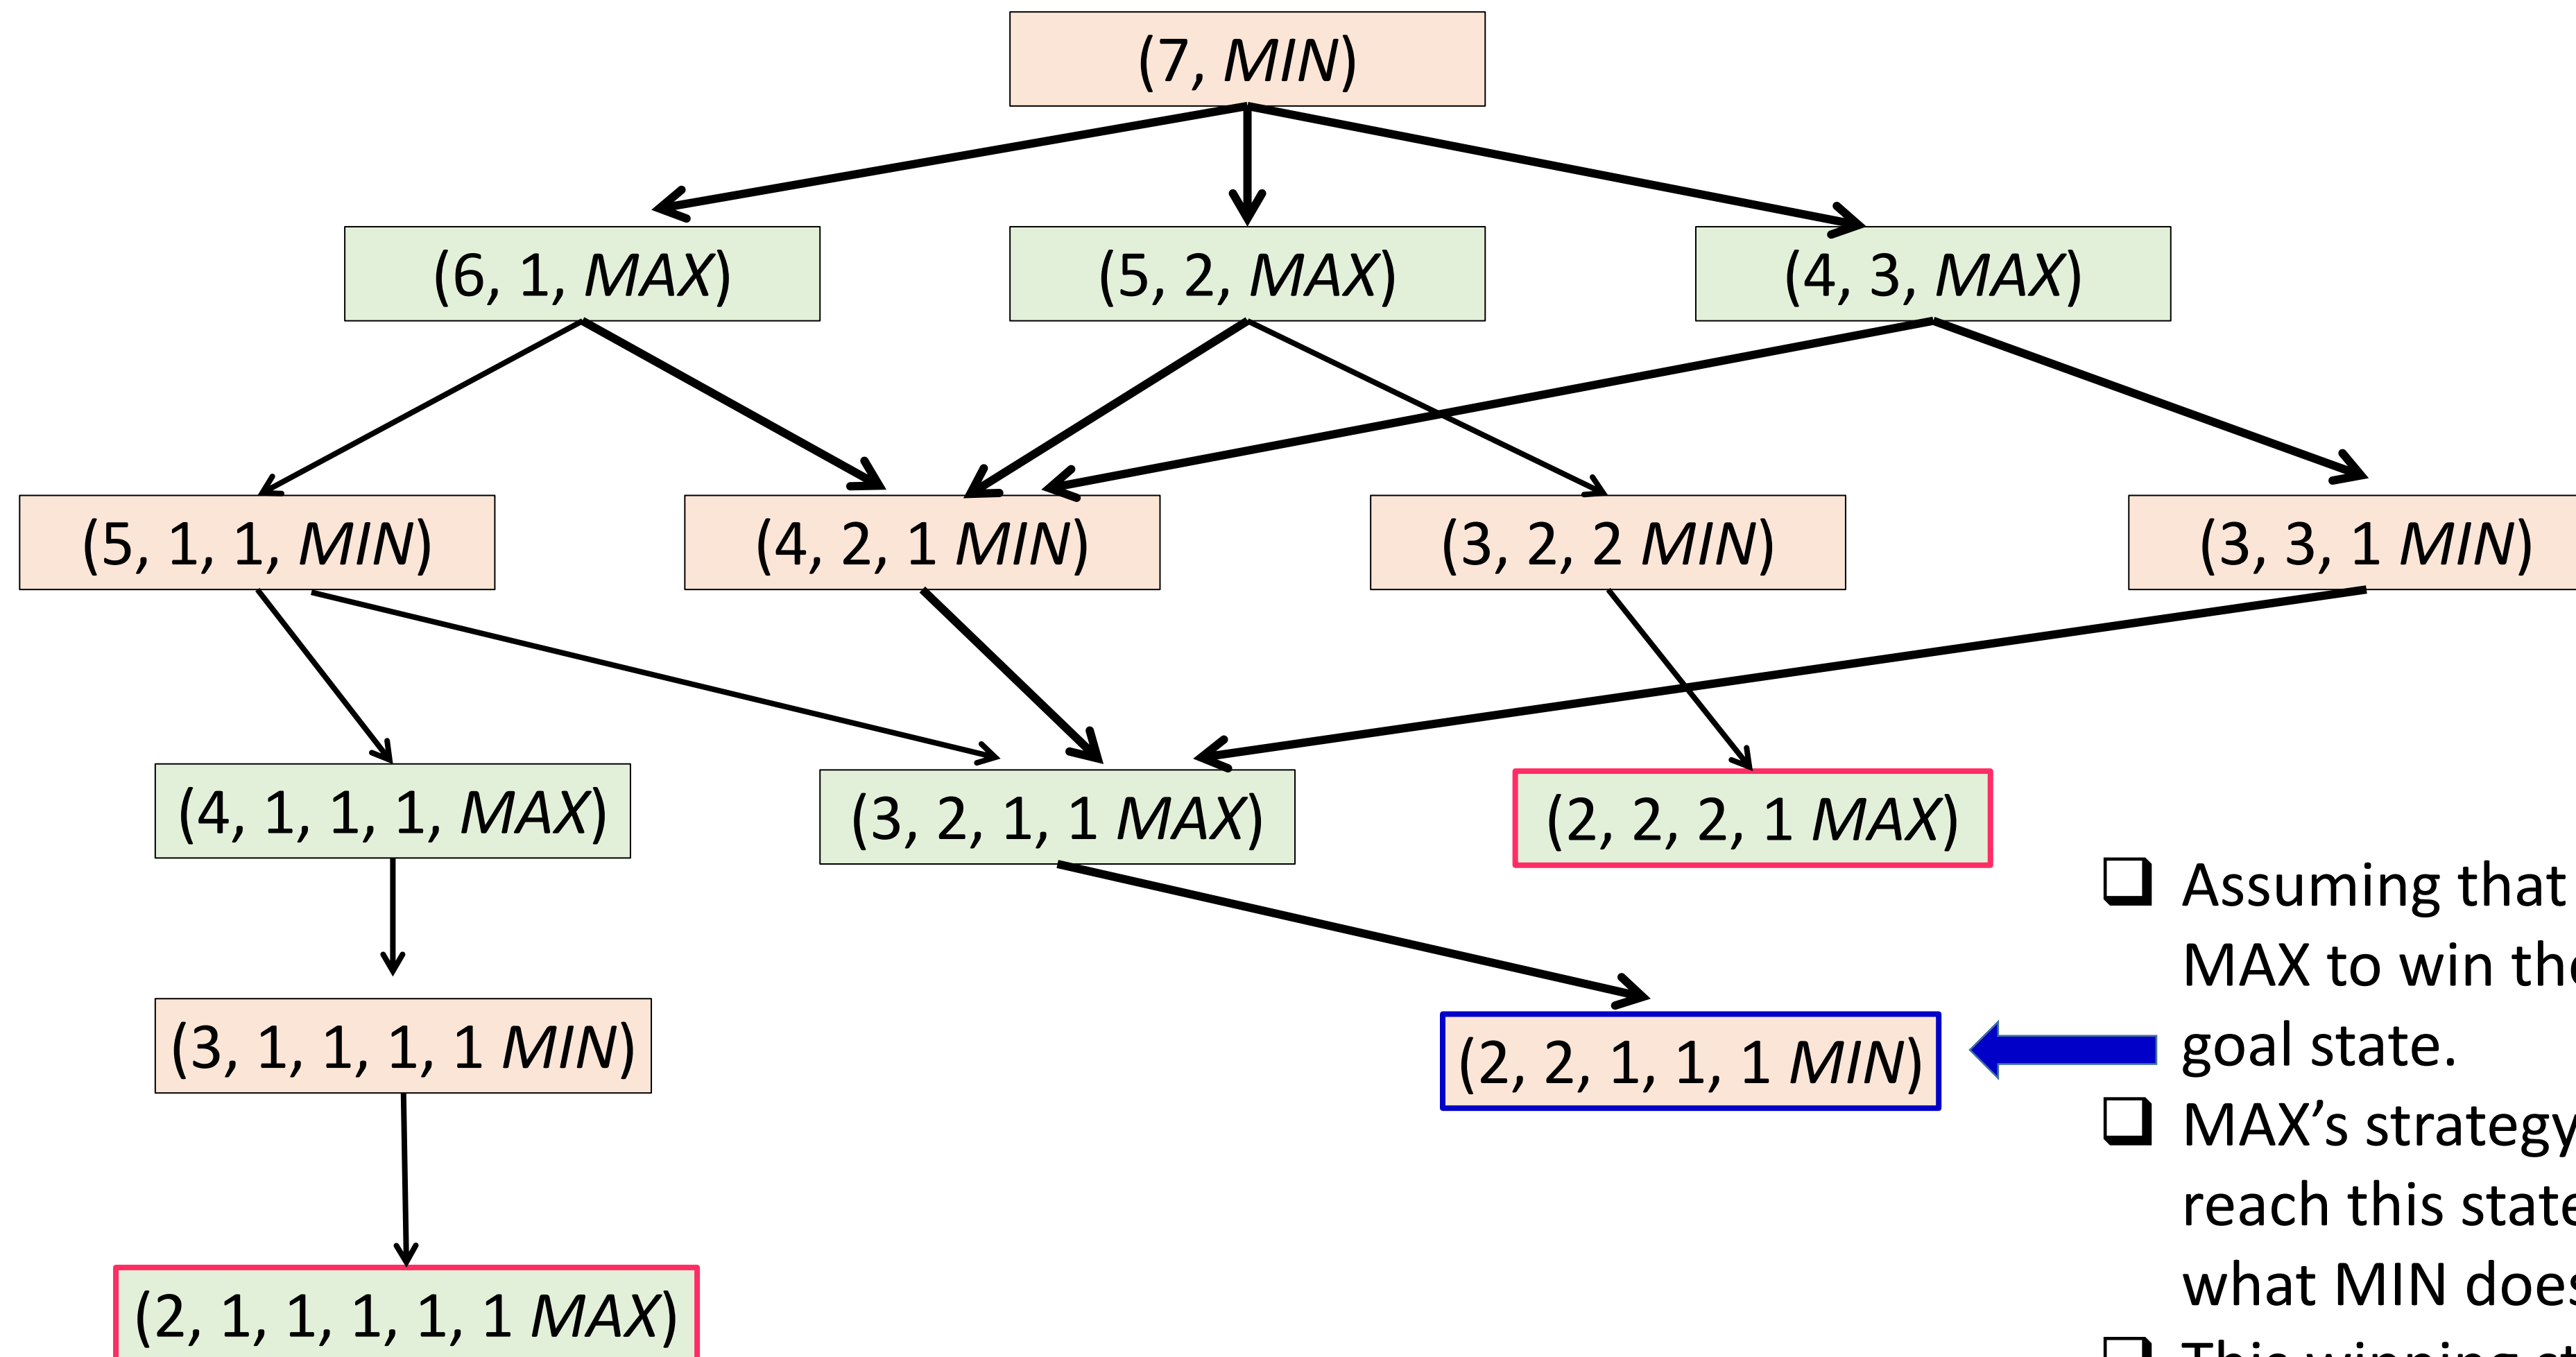 (7, MIN)
(6, 1, MAX)
(5, 2, MAX)
(4, 3, MAX)
(5, 1, 1, MIN)
(4, 2, 1 MIN)
(3, 2, 2 MIN)
(3, 3, 1 MIN)
(4, 1, 1, 1, MAX)
(3, 2, 1, 1 MAX)
(2, 2, 2, 1 MAX)
(3, 1, 1, 1, 1 MIN)
(2, 2, 1, 1, 1 MIN)
(2, 1, 1, 1, 1, 1 MAX)
❑ Assuming that
MAX to win the
goal state.
❑ MAX’s strategy
reach this state
what MIN does
❑ This winning